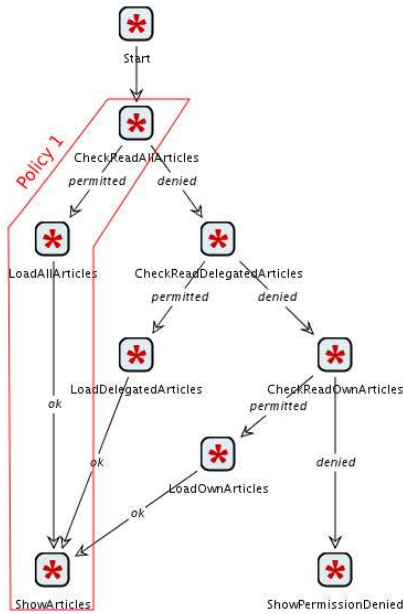 Start
Policy 1
CheckReadAllArticles
permitted
denied
LoadAllArticles
CheckReadDelegatedArticles
permitted
denied
LoadDelegatedArticles
CheckReadOwnArticles
ok
permitted
ok
denied
LoadOwnArticles
ok
ShowArticles
ShowPermissionDenied